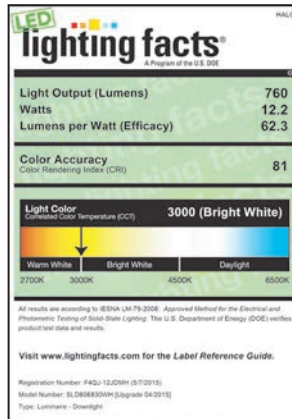 LED
HALO
lighting facts®
A Program of the U.S. DOE
Light Output (Lumens) 760
Watts 12.2
Lumens per Watt (Efficacy) 62.3
Color Accuracy
Color Rendering Index (CRI) 81
Light Color
Correlated Color Temperature (CCT) 3000 (Bright White)
Warm White Bright White Daylight
2700K 3000K 4500K 6500K
All results are according to IESNA LM-79-2008: Approved Method for the Electrical and
Photometric Testing of Solid-State Lighting. The U.S. Department of Energy (DOE) verifies
product test data and results.
Visit www.lightingfacts.com for the Label Reference Guide.
Registration Number: F4QJ-12JDMH (5/7/2015)
Model Number: SLD606830WH [Upgrade 04/2015]
Type: Luminaire - Downlight